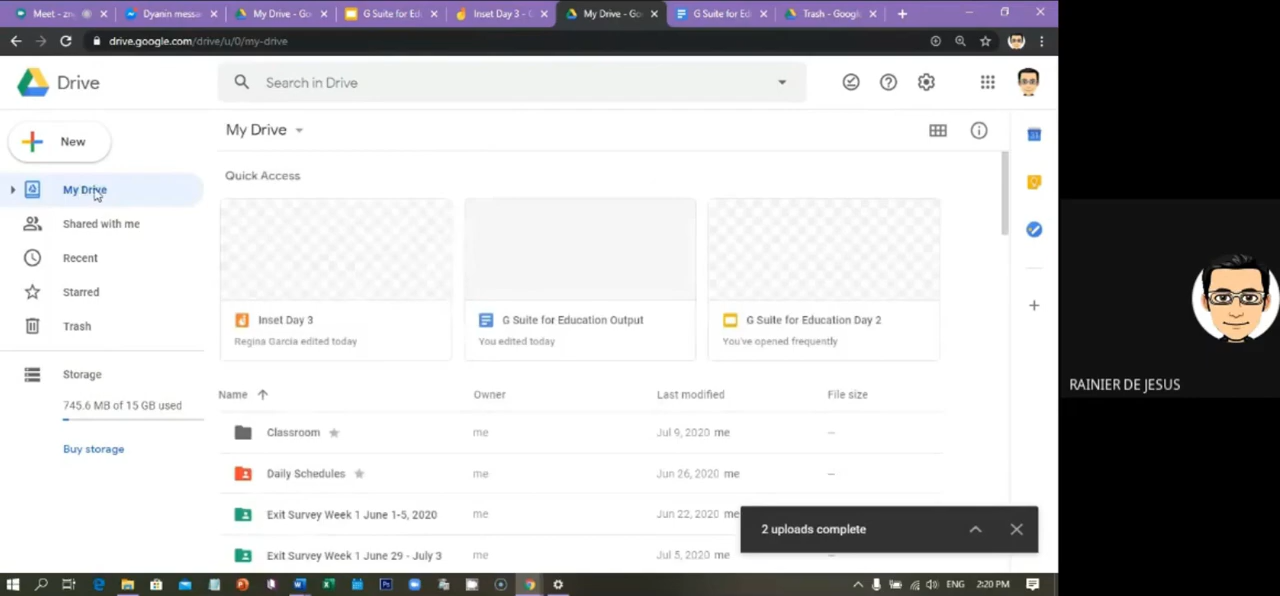 Meet - zn
Dyanin messa
My Drive - Go
G Suite for Ed
Inset Day 3 - G
My Drive - Go
G Suite for Ed
Trash - Google
drive.google.com/drive/u/0/my-drive
Drive
Search in Drive
New
My Drive
My Drive
Shared with me
Recent
Starred
Trash
Storage
745.6 MB of 15 GB used
Buy storage
Quick Access
Inset Day 3
Regina Garcia edited today
G Suite for Education Output
You edited today
G Suite for Education Day 2
You've opened frequently
Name Owner Last modified File size
Classroom me Jul 9, 2020 me –
Daily Schedules me Jun 26, 2020 me –
Exit Survey Week 1 June 1-5, 2020 me Jun 22, 2020 me
Exit Survey Week 1 June 29 - July 3 me Jul 5, 2020 me
2 uploads complete
RAINIER DE JESUS
ENG 2:20 PM